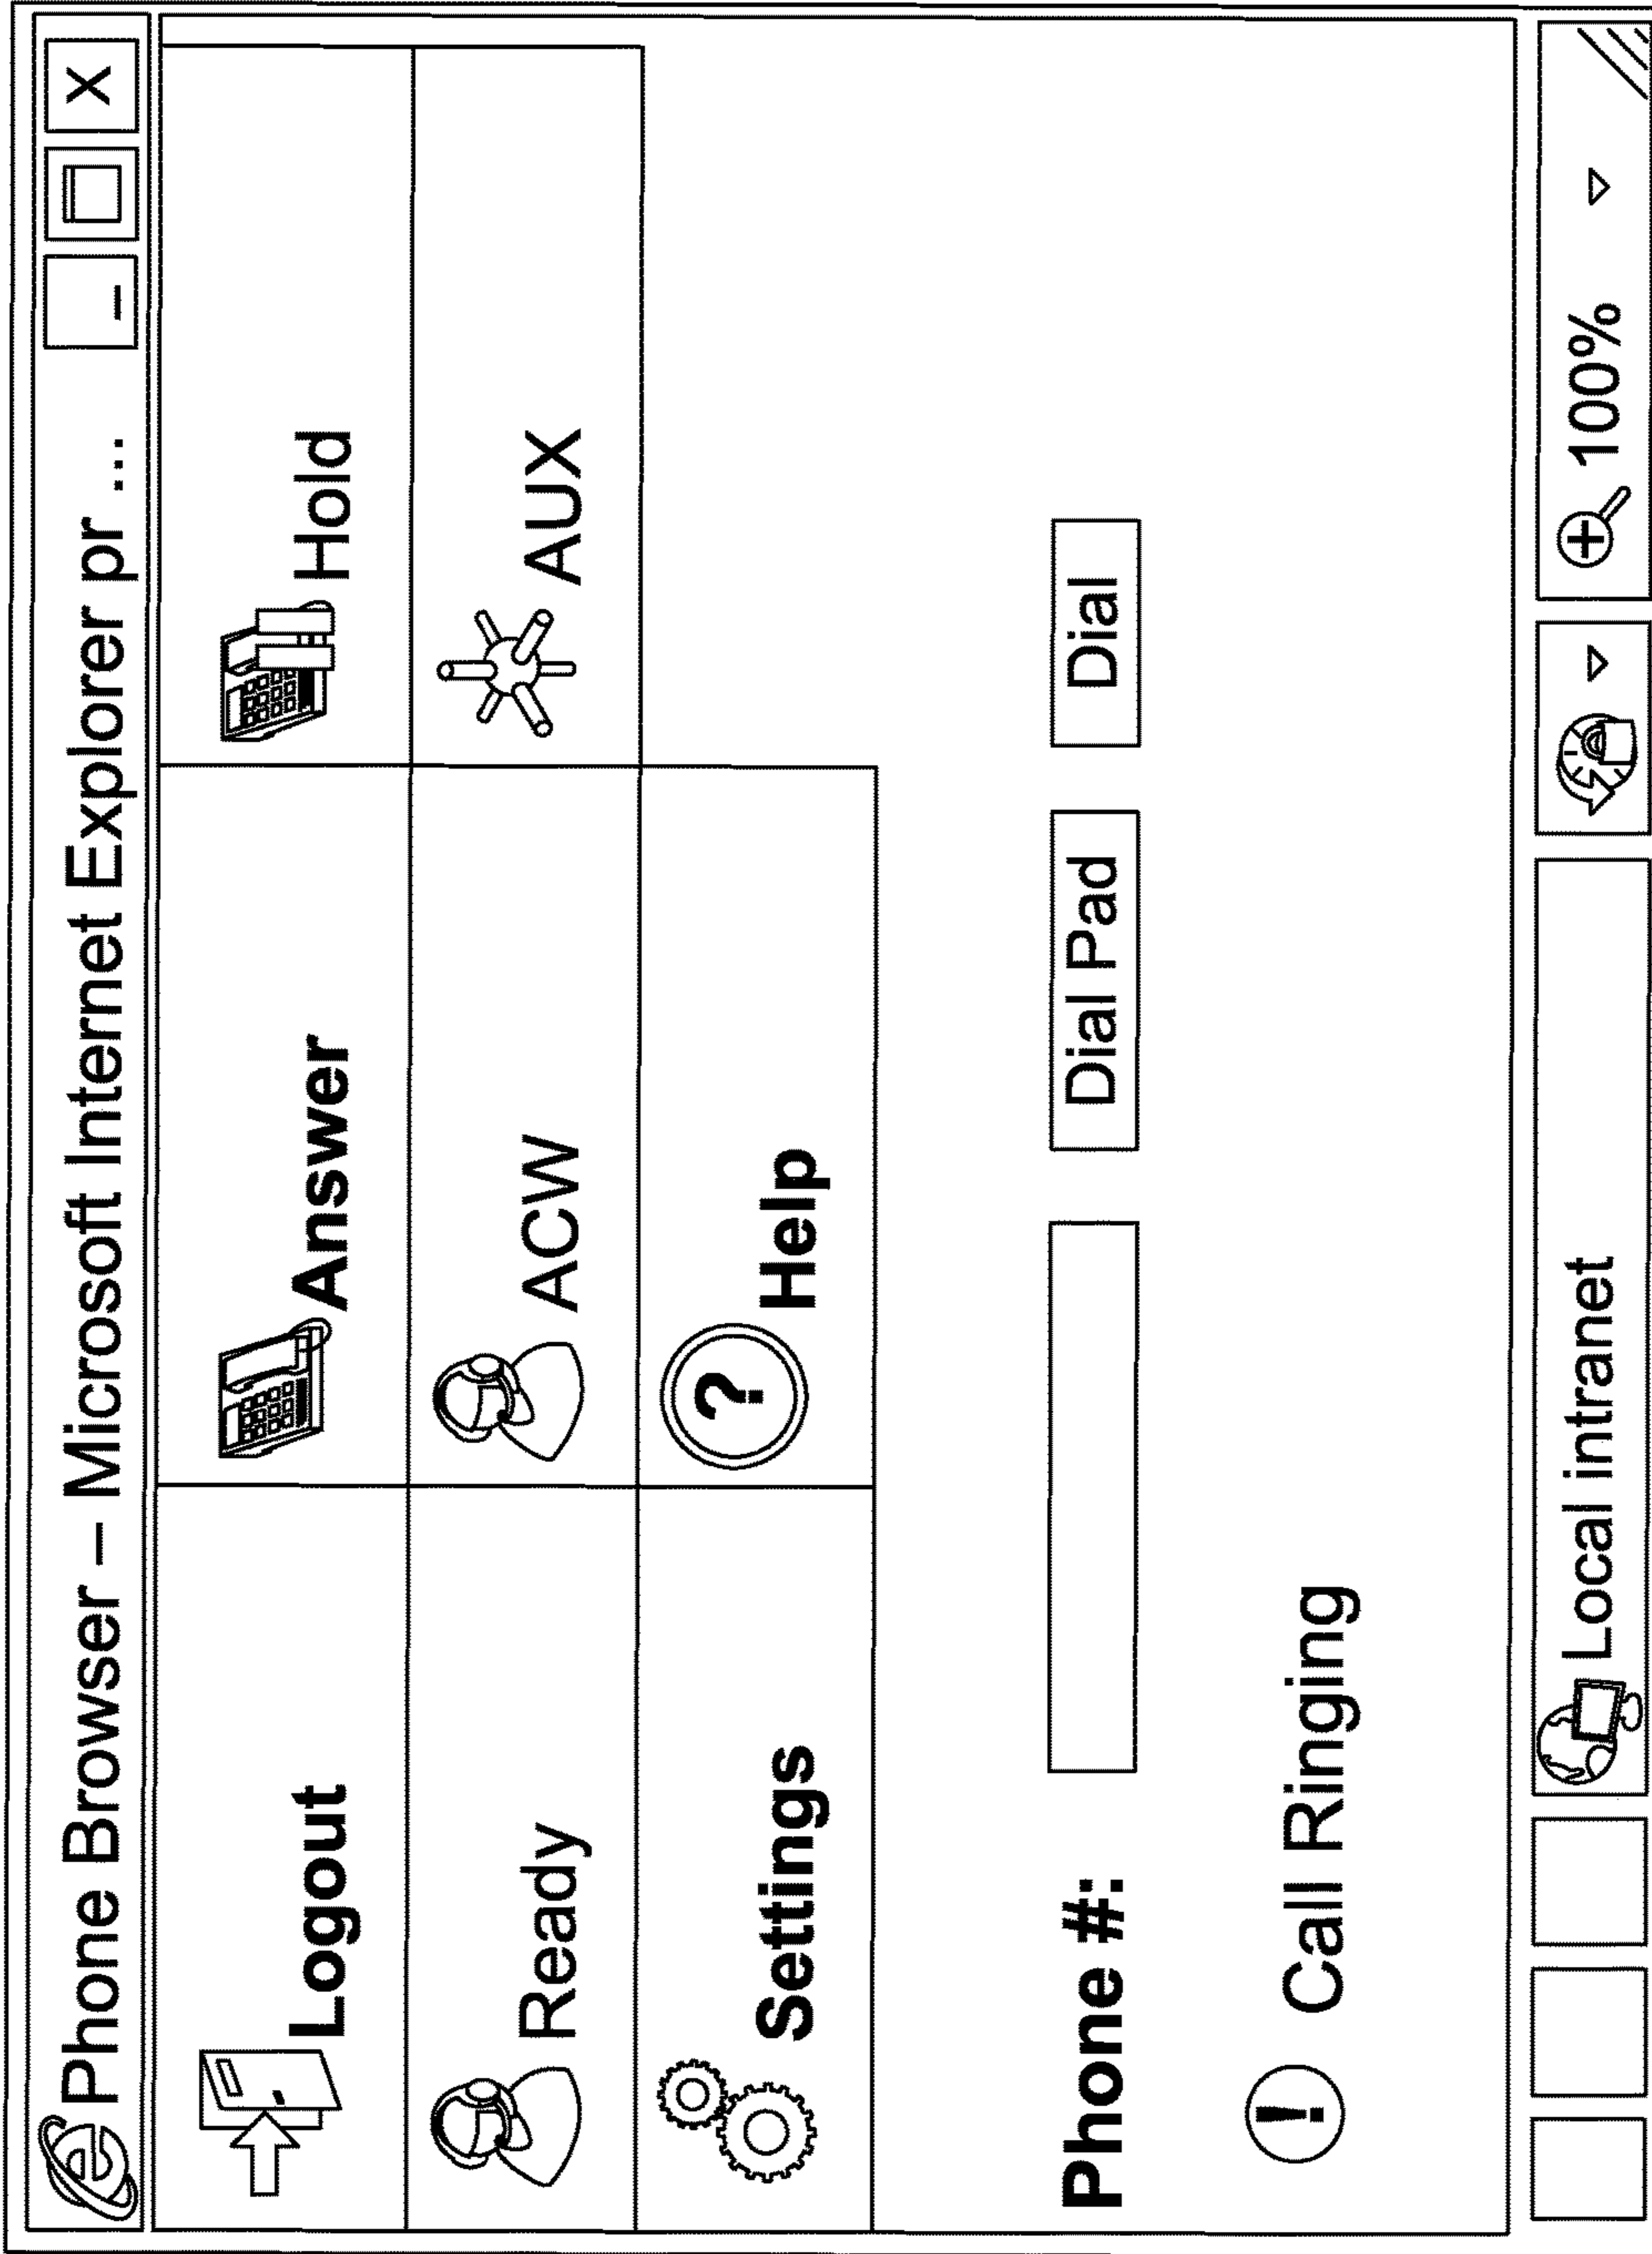 Phone Browser – Microsoft Internet Explorer pr ... _ X
Logout Answer Hold
Ready ACW AUX
Settings ? Help
Phone #: Dial Pad Dial
! Call Ringing
Local intranet 100%